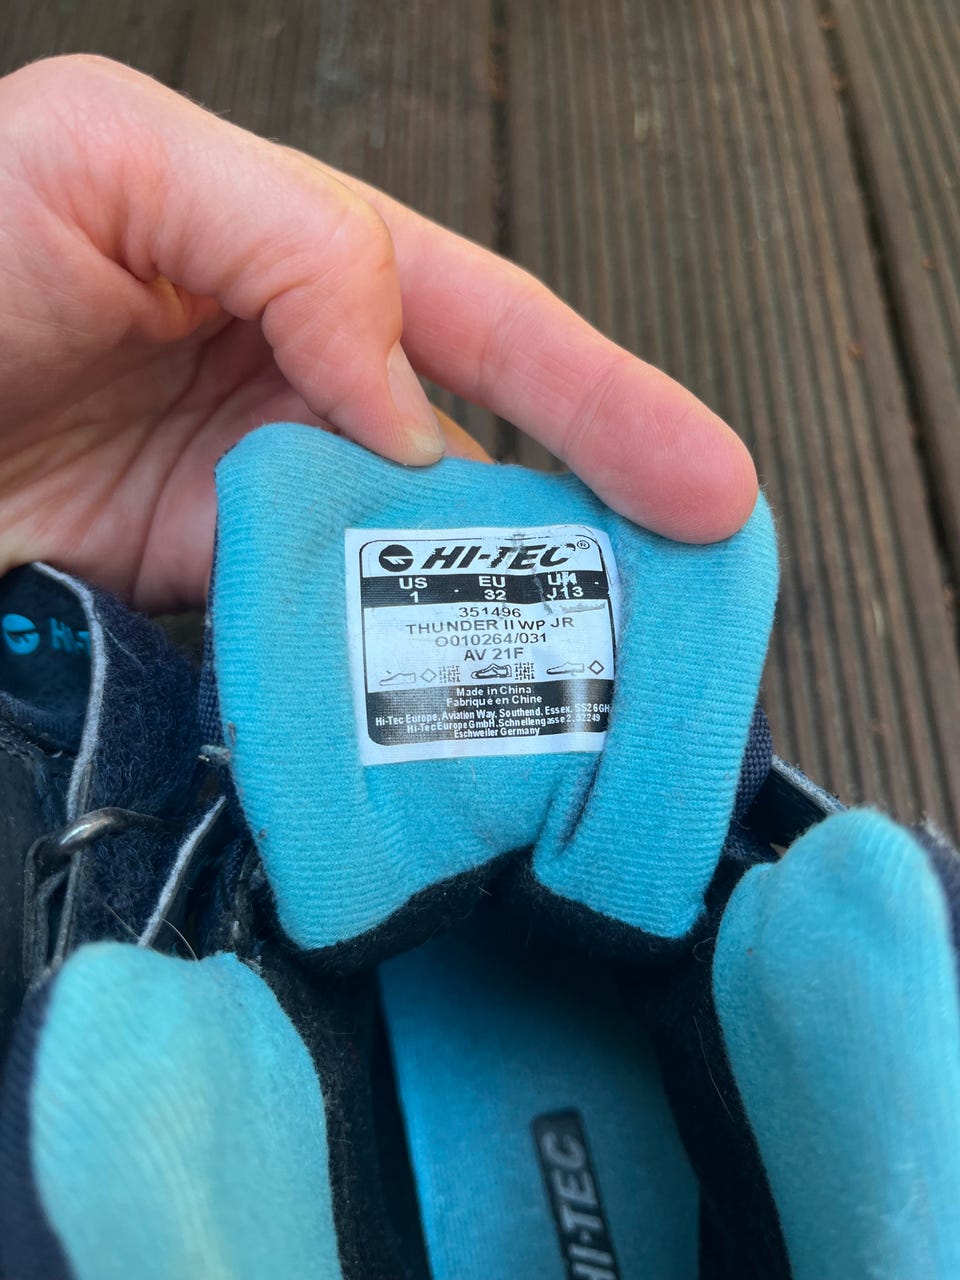 HI-TEC®
US EU UK
1 32 J13
351496
THUNDER II WP JR
O010264/031
AV 21F
Made in China
Fabriqué en Chine
Hi-Tec Europe, Aviation Way, Southend, Essex, SS2 6GH
Hi-Tec Europe GmbH, Schnellengasse 2, 52249
Eschweiler Germany
HI-TEC